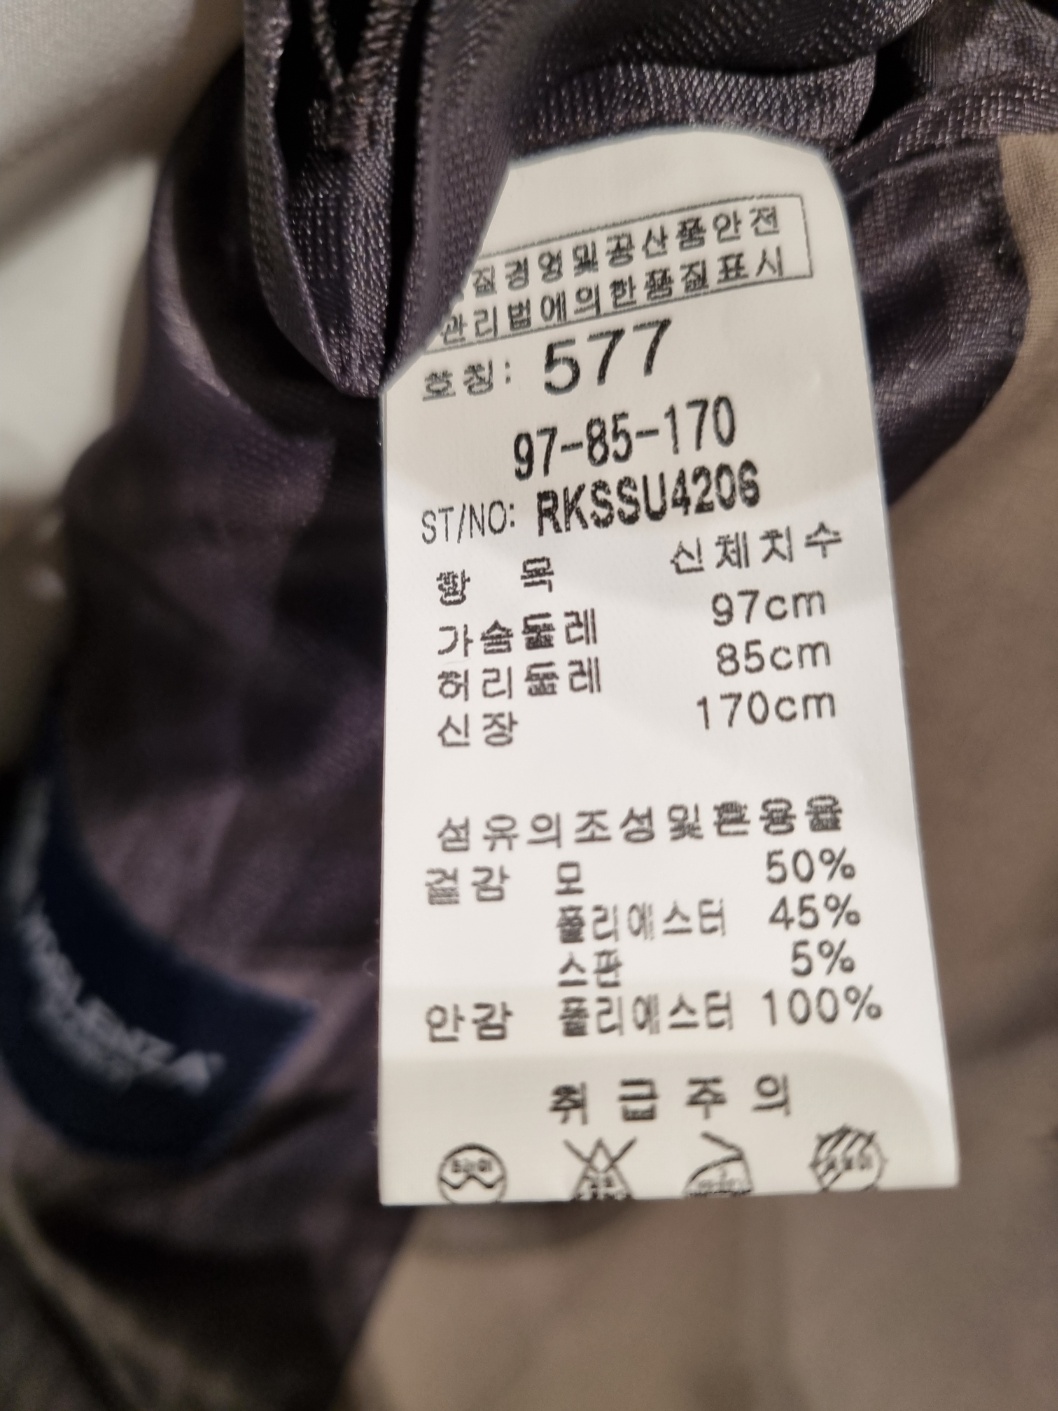 질경영및공산품안전
관리법에의한품질표시
호칭: 577
97-85-170
ST/NO: RKSSU4206
항 목 신체치수
가슴둘레 97cm
허리둘레 85cm
신장 170cm
섬유의조성및혼용율
겉감 모 50%
폴리에스터 45%
스판 5%
안감 폴리에스터 100%
취급주의
드라이